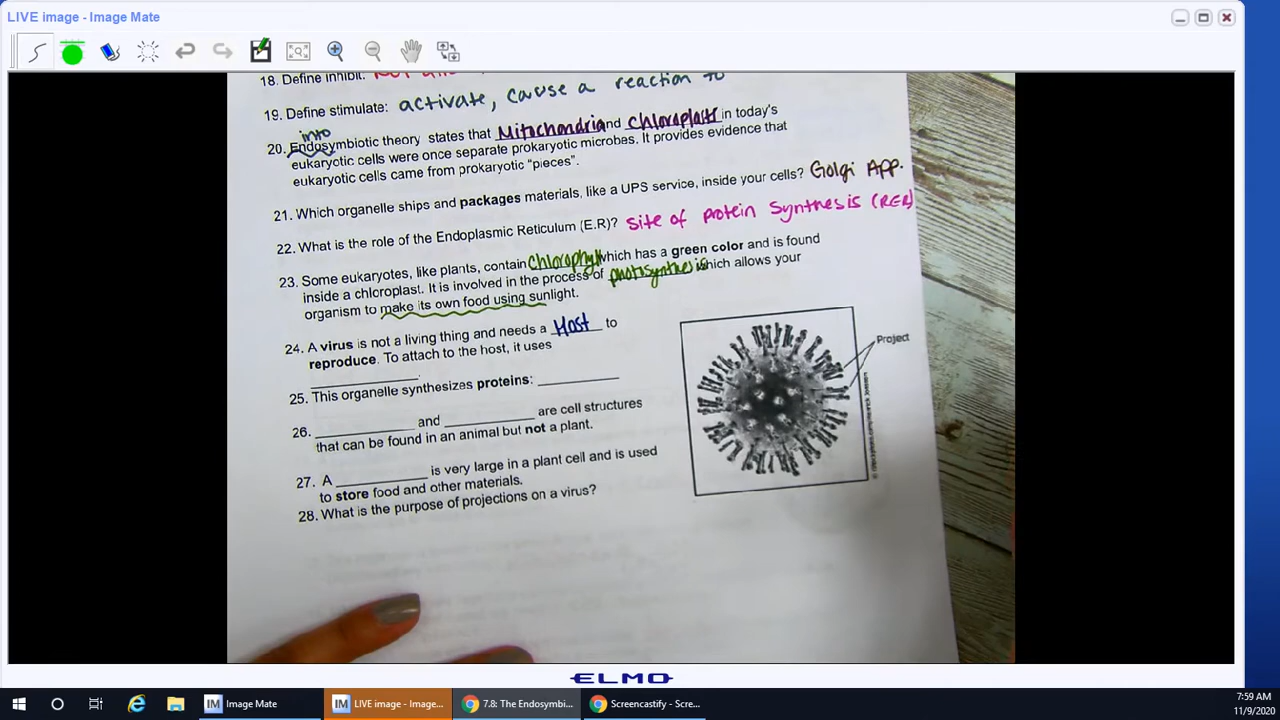 LIVE image - Image Mate
18. Define inhibit:
19. Define stimulate: activate, cause a reaction to
into
20. Endosymbiotic theory states that Mitochondria and chloroplasts in today's
eukaryotic cells were once separate prokaryotic microbes. It provides evidence that
eukaryotic cells came from prokaryotic “pieces”.
21. Which organelle ships and packages materials, like a UPS service, inside your cells? Golgi App.
22. What is the role of the Endoplasmic Reticulum (E.R)? Site of protein Synthesis (RER)
23. Some eukaryotes, like plants, contain chlorophyll which has a green color and is found
inside a chloroplast. It is involved in the process of photosynthesis which allows your
organism to make its own food using sunlight.
24. A virus is not a living thing and needs a Host to
reproduce. To attach to the host, it uses
____________.
25. This organelle synthesizes proteins: ____________
26. ____________ and ____________ are cell structures
that can be found in an animal but not a plant.
27. A ____________ is very large in a plant cell and is used
to store food and other materials.
28. What is the purpose of projections on a virus?
Project
ELMO
Image Mate
LIVE image - Image...
7.8: The Endosymbi...
Screencastify - Scre...
7:59 AM
11/9/2020